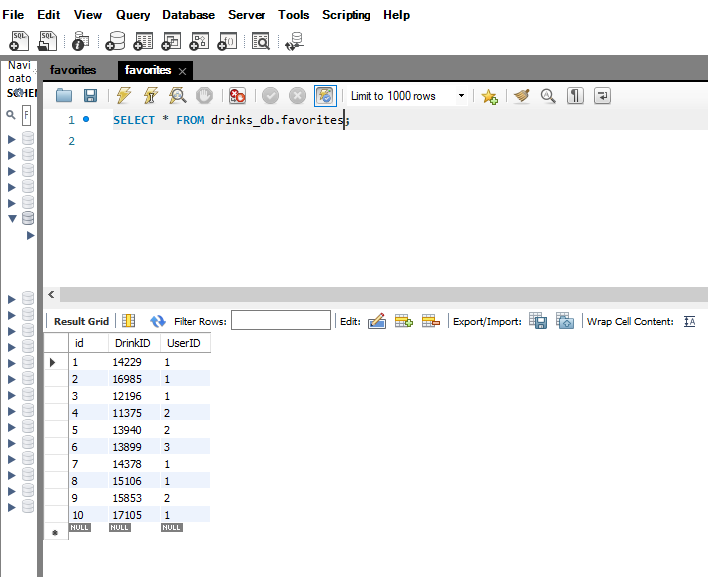 File Edit View Query Database Server Tools Scripting Help
SQL SQL
Navi
gato
SCHEM
F
favorites favorites
Limit to 1000 rows
1 SELECT * FROM drinks_db.favorites;
2
Result Grid Filter Rows: Edit: Export/Import: Wrap Cell Content:
id DrinkID UserID
1 14229 1
2 16985 1
3 12196 1
4 11375 2
5 13940 2
6 13899 3
7 14378 1
8 15106 1
9 15853 2
10 17105 1
NULL NULL NULL